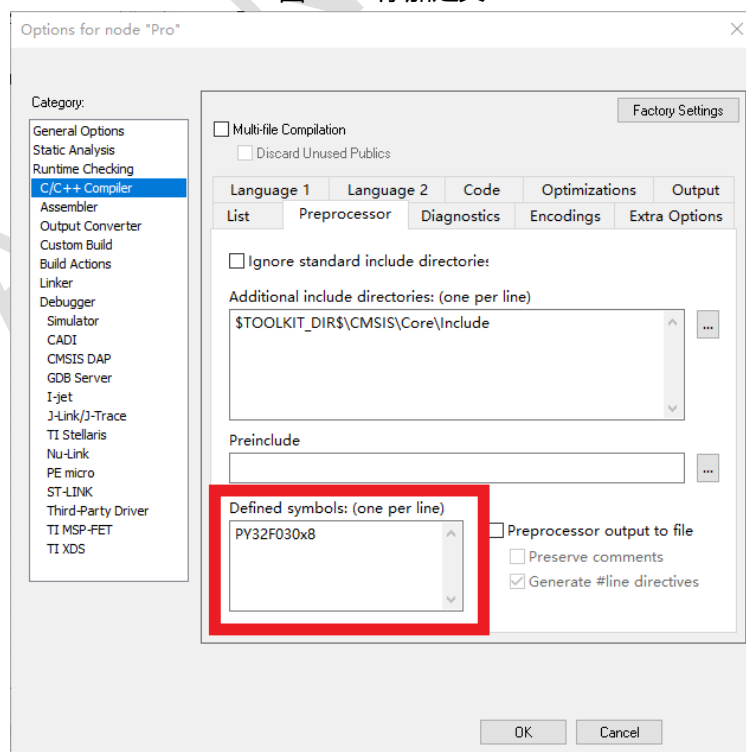 Options for node "Pro"
Category:
General Options
Static Analysis
Runtime Checking
C/C++ Compiler
Assembler
Output Converter
Custom Build
Build Actions
Linker
Debugger
Simulator
CADI
CMSIS DAP
GDB Server
I-jet
J-Link/J-Trace
TI Stellaris
Nu-Link
PE micro
ST-LINK
Third-Party Driver
TI MSP-FET
TI XDS
Factory Settings
Multi-file Compilation
Discard Unused Publics
Language 1 Language 2 Code Optimizations Output
List Preprocessor Diagnostics Encodings Extra Options
Ignore standard include directories
Additional include directories: (one per line)
$TOOLKIT_DIR$\CMSIS\Core\Include
...
Preinclude
...
Defined symbols: (one per line)
PY32F030x8
Preprocessor output to file
Preserve comments
Generate #line directives
OK Cancel